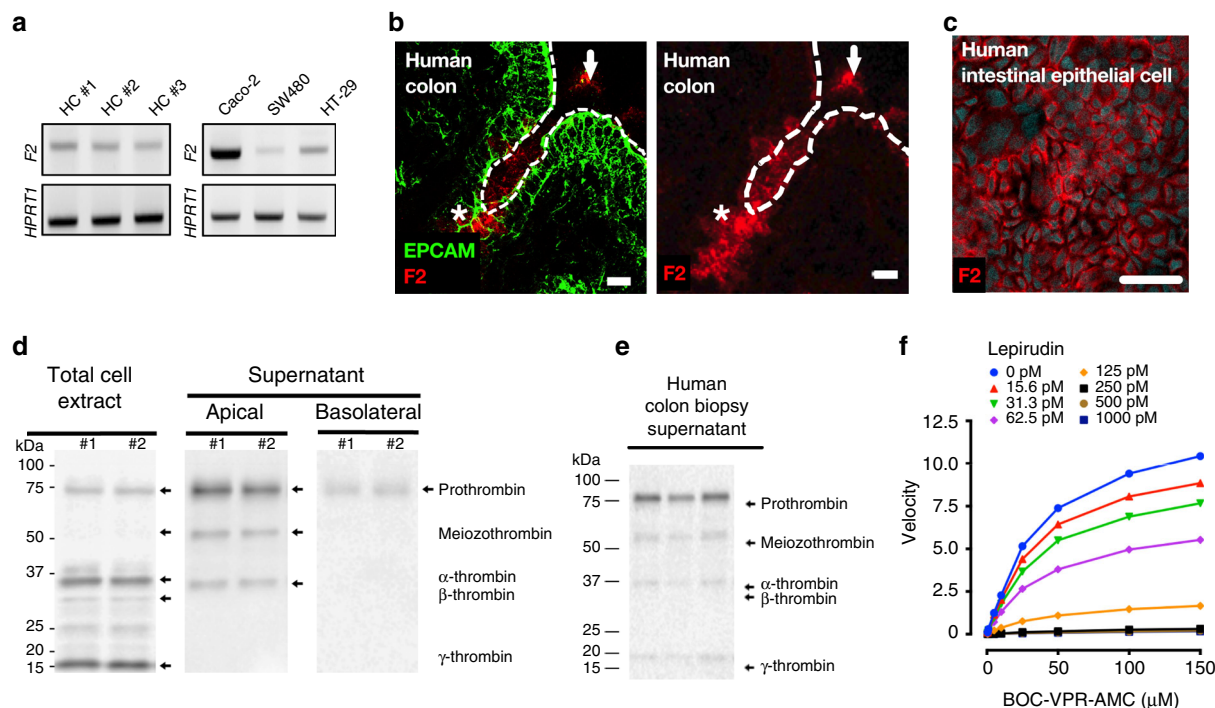 a
HC #1
HC #2
HC #3
Caco-2
SW480
HT-29
F2
F2
HPRT1
HPRT1
b
Human
colon
*
EPCAM
F2
Human
colon
*
F2
c
Human
intestinal epithelial cell
F2
d
Total cell
extract
Supernatant
Apical
Basolateral
kDa
#1
#2
#1
#2
#1
#2
100
75
50
37
25
20
15
Prothrombin
Meiozothrombin
α-thrombin
β-thrombin
γ-thrombin
e
Human
colon biopsy
supernatant
kDa
100
75
50
37
25
20
15
Prothrombin
Meiozothrombin
α-thrombin
β-thrombin
γ-thrombin
f
Lepirudin
0 pM
15.6 pM
31.3 pM
62.5 pM
125 pM
250 pM
500 pM
1000 pM
Velocity
12.5
10.0
7.5
5.0
2.5
0
0
50
100
150
BOC-VPR-AMC (μM)